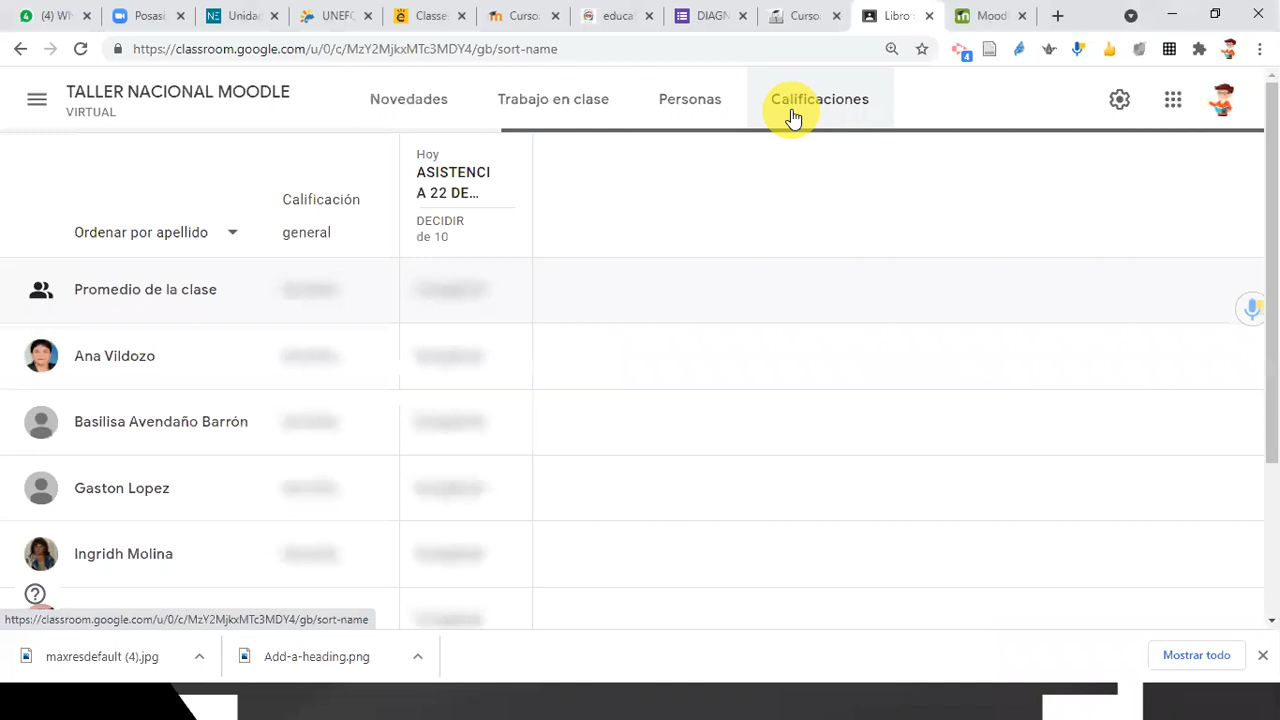 (4) W
Posasi
Unida
UNEFC
Classe
Curso.
educa
DIAGN
Curso.
Libro
Mood
https://classroom.google.com/u/0/c/MzY2MjkxMTc3MDY4/gb/sort-name
4
TALLER NACIONAL MOODLE
VIRTUAL
Novedades
Trabajo en clase
Personas
Calificaciones
Ordenar por apellido
Calificación
general
Hoy
ASISTENCI
A 22 DE...
DECIDIR
de 10
Promedio de la clase
Ana Vildozo
Basilisa Avendaño Barrón
Gaston Lopez
Ingridh Molina
https://classroom.google.com/u/0/c/MzY2MjkxMTc3MDY4/gb/sort-name
maxresdefault (4).jpg
Add-a-heading.png
Mostrar todo